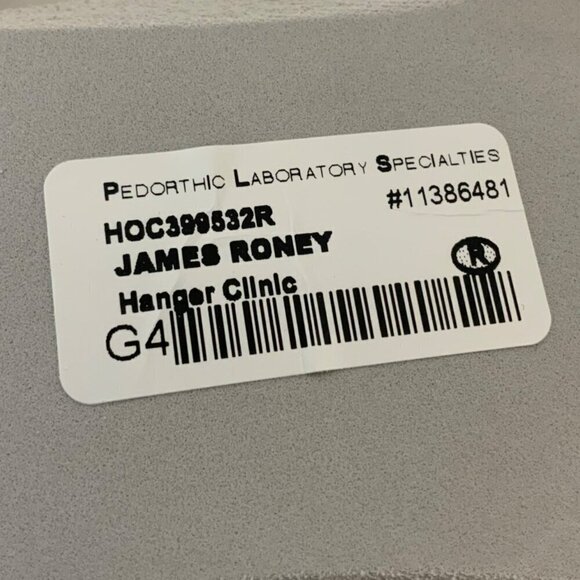 PEDORTHIC LABORATORY SPECIALTIES
#11386481
HOC399532R
JAMES RONEY
R
Hanger Clinic
G4